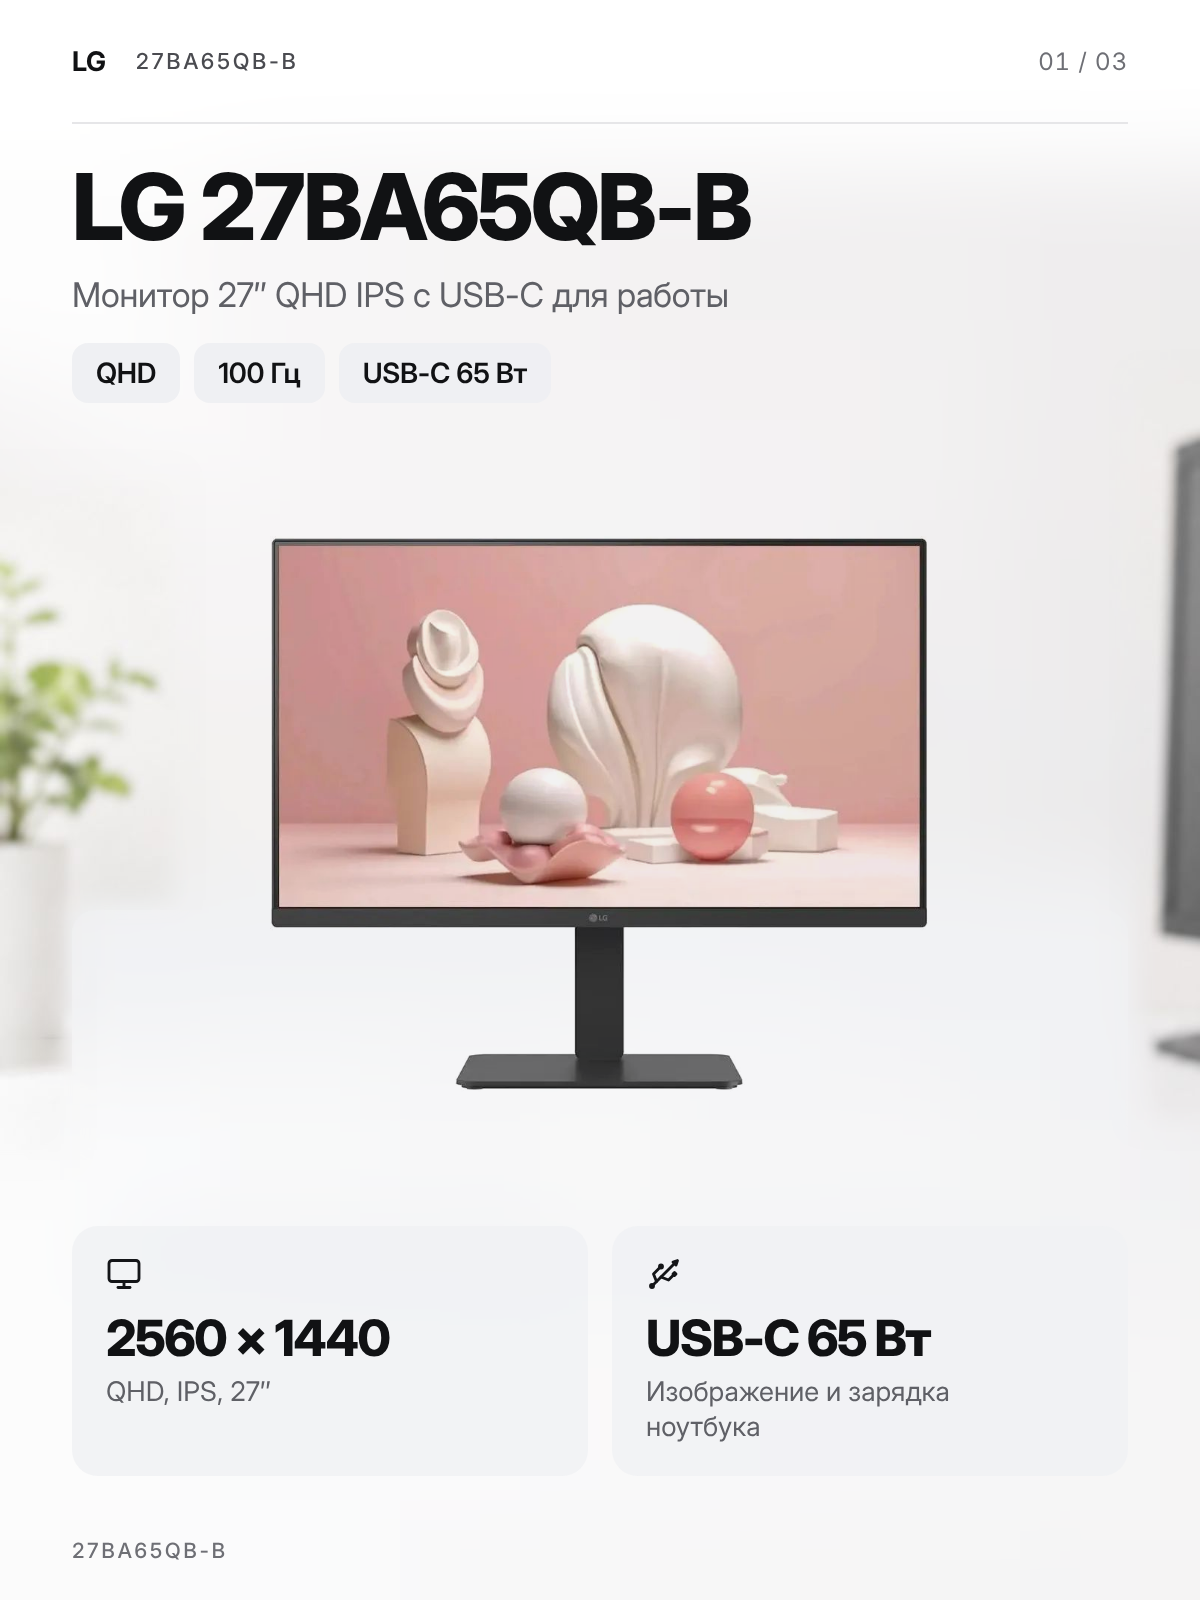 LG 27BA65QB-B 01 / 03
LG 27BA65QB-B
Монитор 27″ QHD IPS с USB-C для работы
QHD 100 Гц USB-C 65 Вт
LG
2560 × 1440
QHD, IPS, 27″
USB-C 65 Вт
Изображение и зарядка
ноутбука
27BA65QB-B